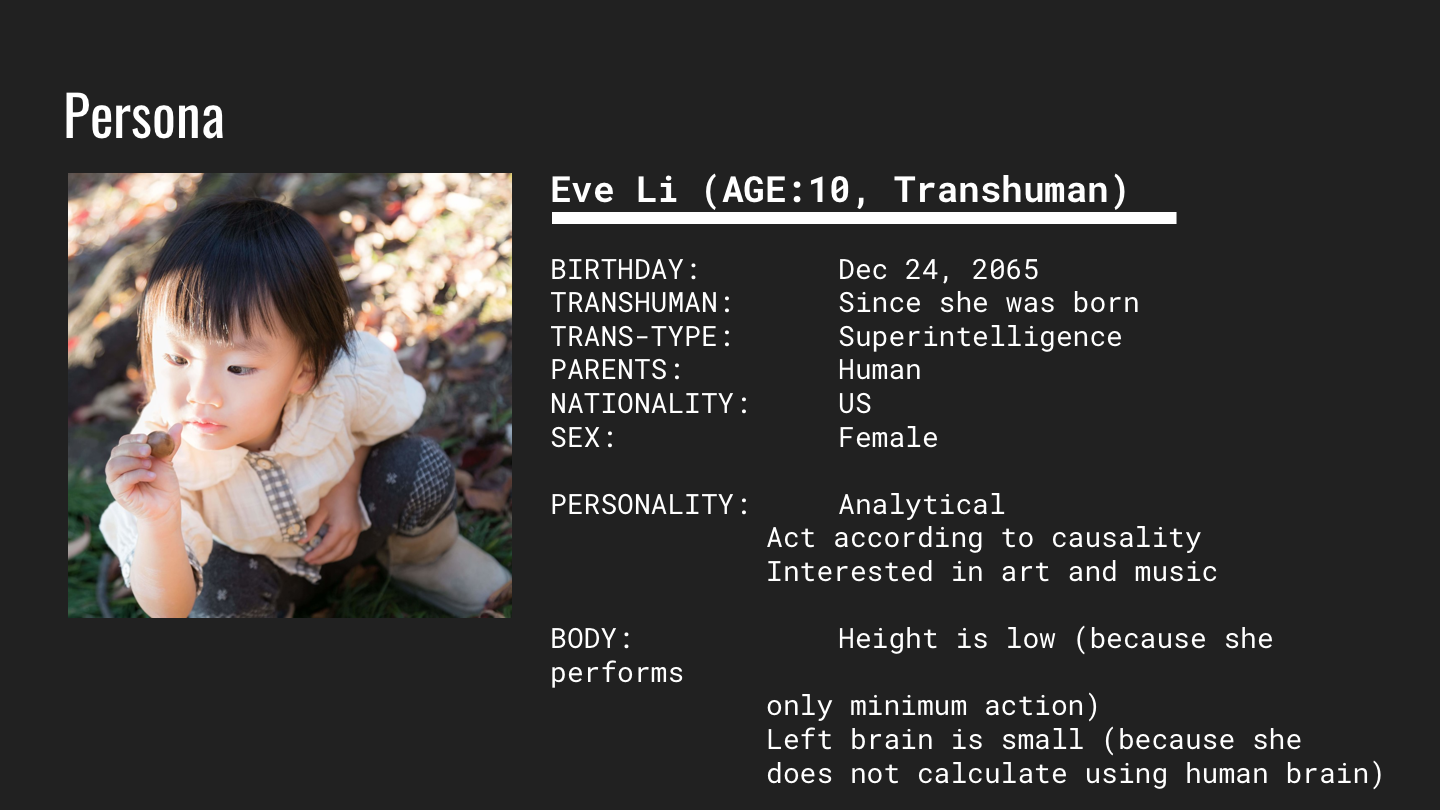 Persona
Eve Li (AGE:10, Transhuman)
BIRTHDAY: Dec 24, 2065
TRANSHUMAN: Since she was born
TRANS-TYPE: Superintelligence
PARENTS: Human
NATIONALITY: US
SEX: Female
PERSONALITY: Analytical
Act according to causality
Interested in art and music
BODY: Height is low (because she
performs
only minimum action)
Left brain is small (because she
does not calculate using human brain)